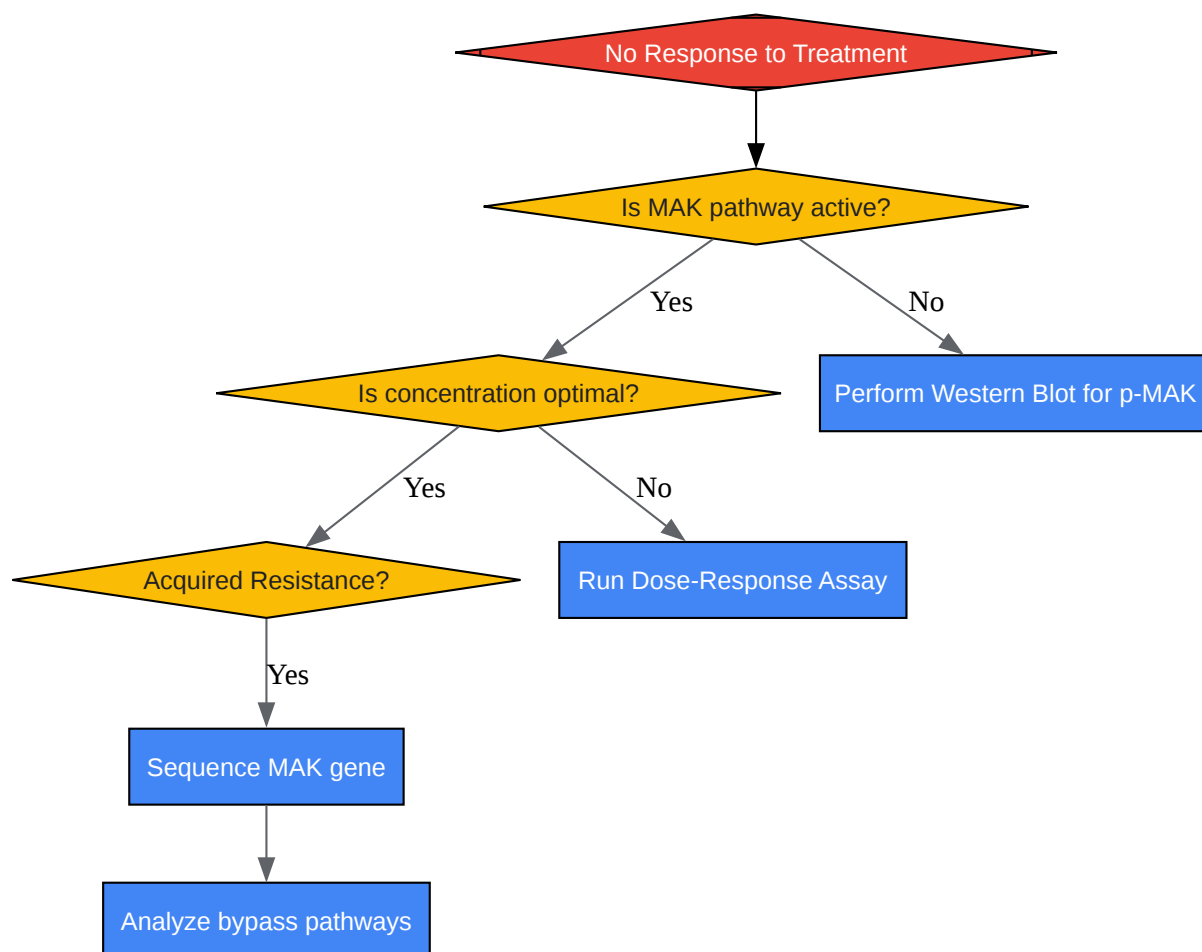 No Response to Treatment
Is MAK pathway active?
Yes
No
Is concentration optimal?
Perform Western Blot for p-MAK
Yes
No
Acquired Resistance?
Run Dose-Response Assay
Yes
Sequence MAK gene
Analyze bypass pathways